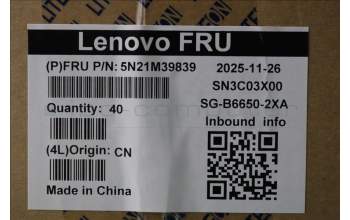 Lenovo FRU
(P)FRU P/N: 5N21M39839
2025-11-26
SN3C03X00
Quantity: 40
SG-B6650-2XA
Inbound info
(4L)Origin: CN
Made in China